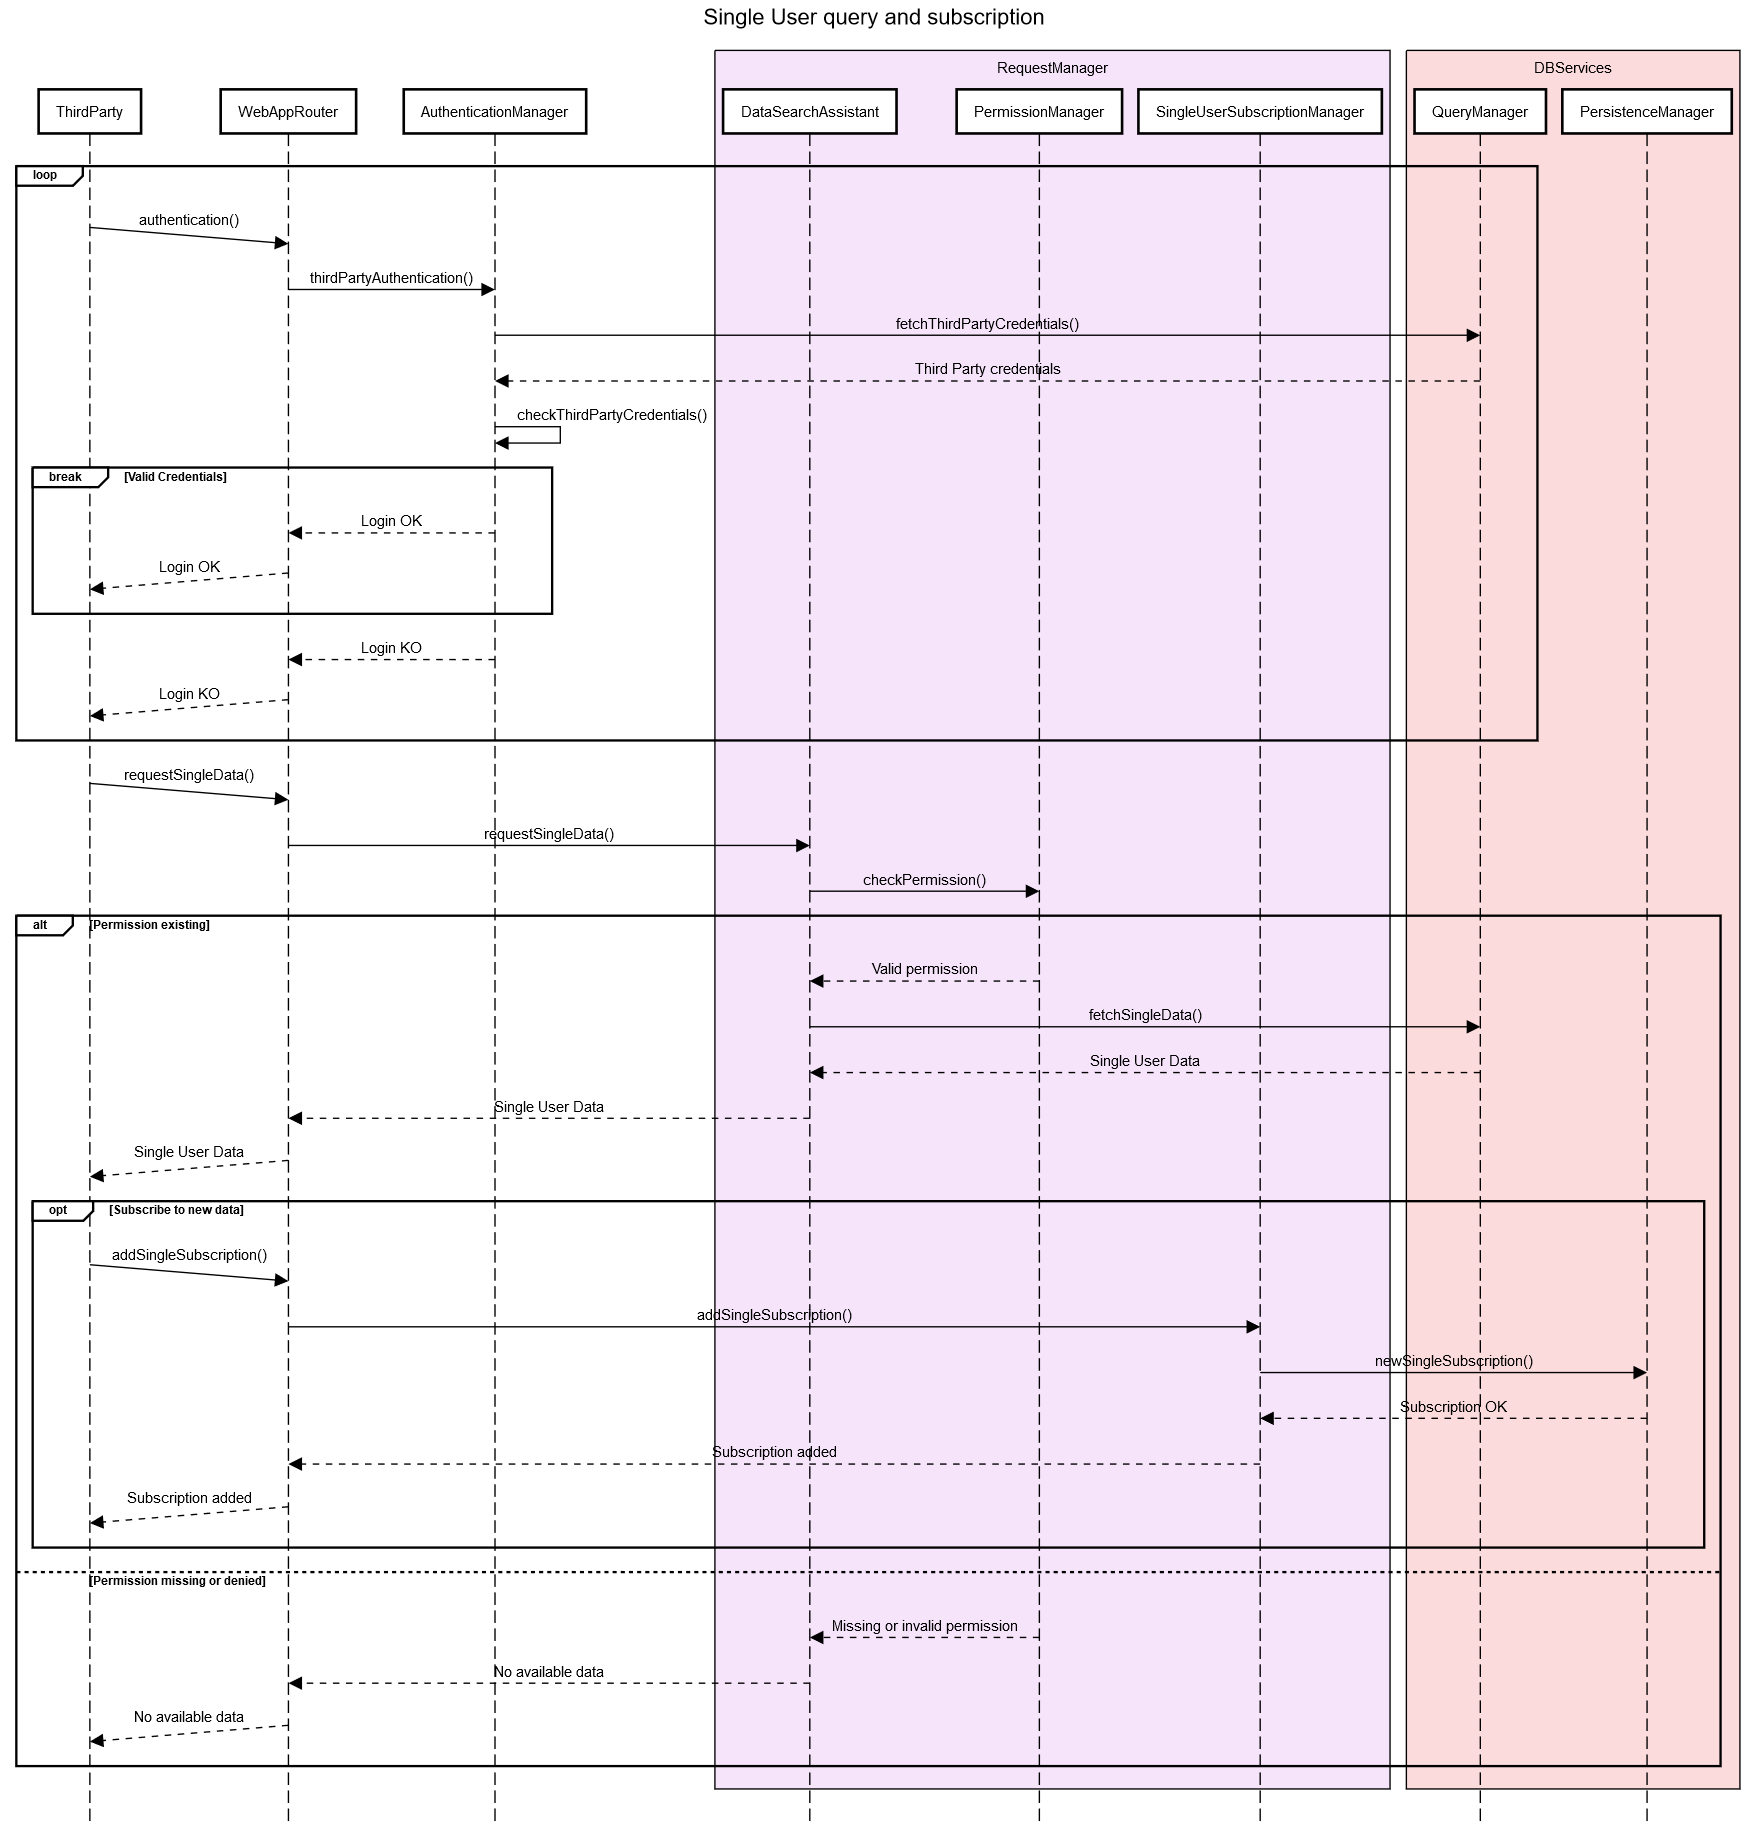 Single User query and subscription
RequestManager
DBServices
ThirdParty
WebAppRouter
AuthenticationManager
DataSearchAssistant
PermissionManager
SingleUserSubscriptionManager
QueryManager
PersistenceManager
loop
authentication()
thirdPartyAuthentication()
fetchThirdPartyCredentials()
Third Party credentials
checkThirdPartyCredentials()
break
[Valid Credentials]
Login OK
Login OK
Login KO
Login KO
requestSingleData()
requestSingleData()
checkPermission()
alt
[Permission existing]
Valid permission
fetchSingleData()
Single User Data
Single User Data
Single User Data
opt
[Subscribe to new data]
addSingleSubscription()
addSingleSubscription()
newSingleSubscription()
Subscription OK
Subscription added
Subscription added
[Permission missing or denied]
Missing or invalid permission
No available data
No available data